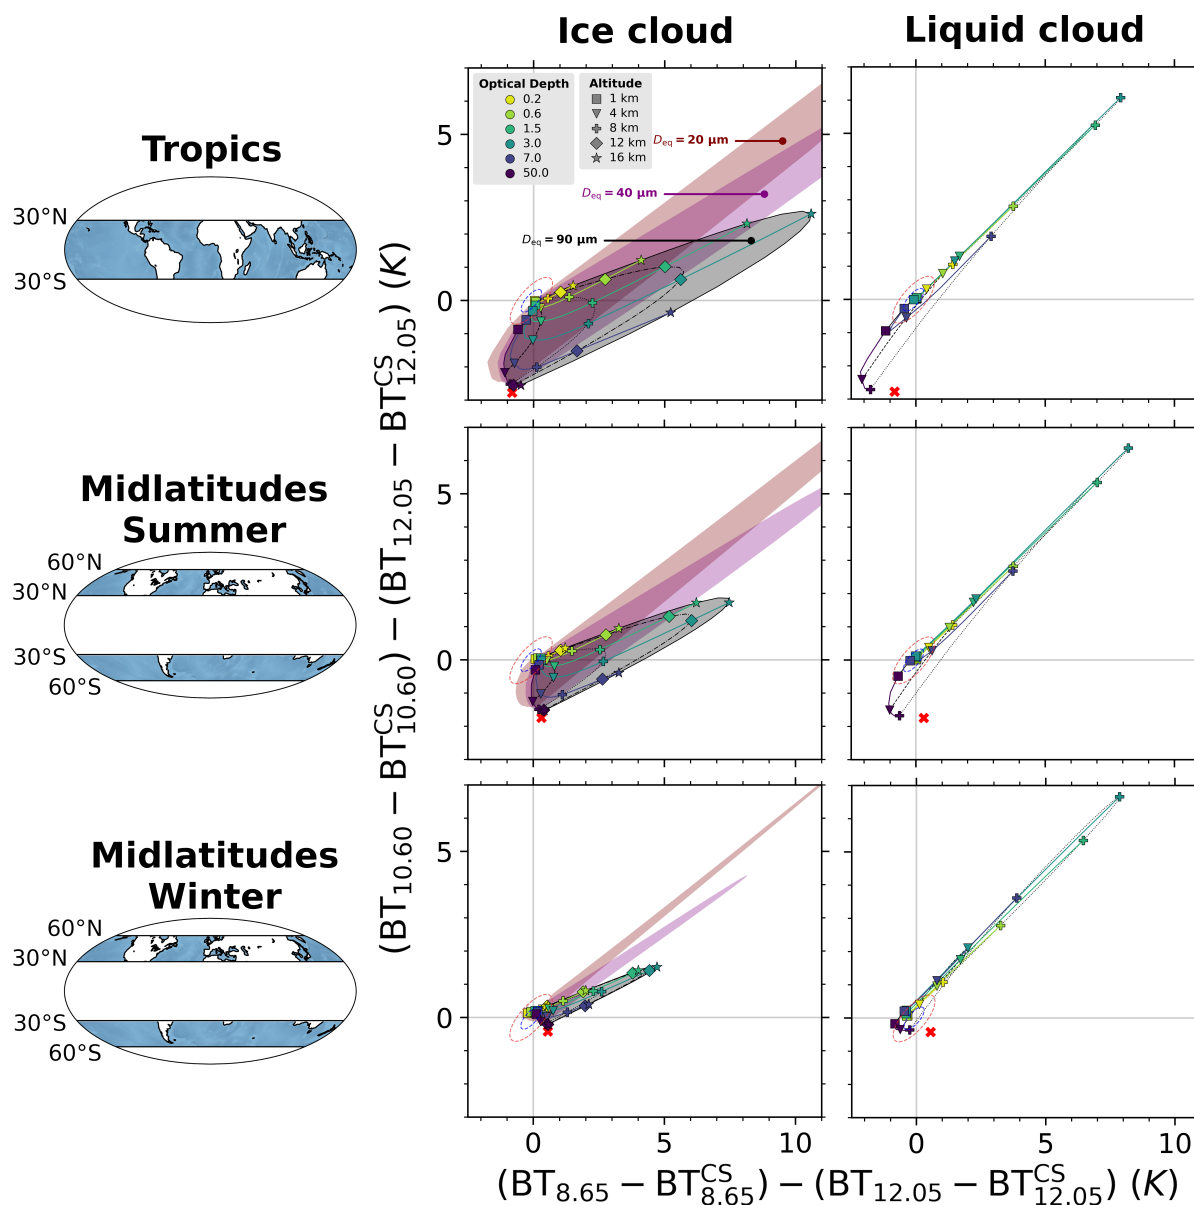 Ice cloud
Liquid cloud
Optical Depth
0.2
0.6
1.5
3.0
7.0
50.0
Altitude
1 km
4 km
8 km
12 km
16 km
D_eq = 20 μm
D_eq = 40 μm
D_eq = 90 μm
5
0
Tropics
30°N
30°S
Midlatitudes
Summer
60°N
30°N
30°S
60°S
5
0
Midlatitudes
Winter
60°N
30°N
30°S
60°S
5
0
(BT_10.60 − BT^CS_10.60) − (BT_12.05 − BT^CS_12.05) (K)
0 5 10
0 5 10
(BT_8.65 − BT^CS_8.65) − (BT_12.05 − BT^CS_12.05) (K)